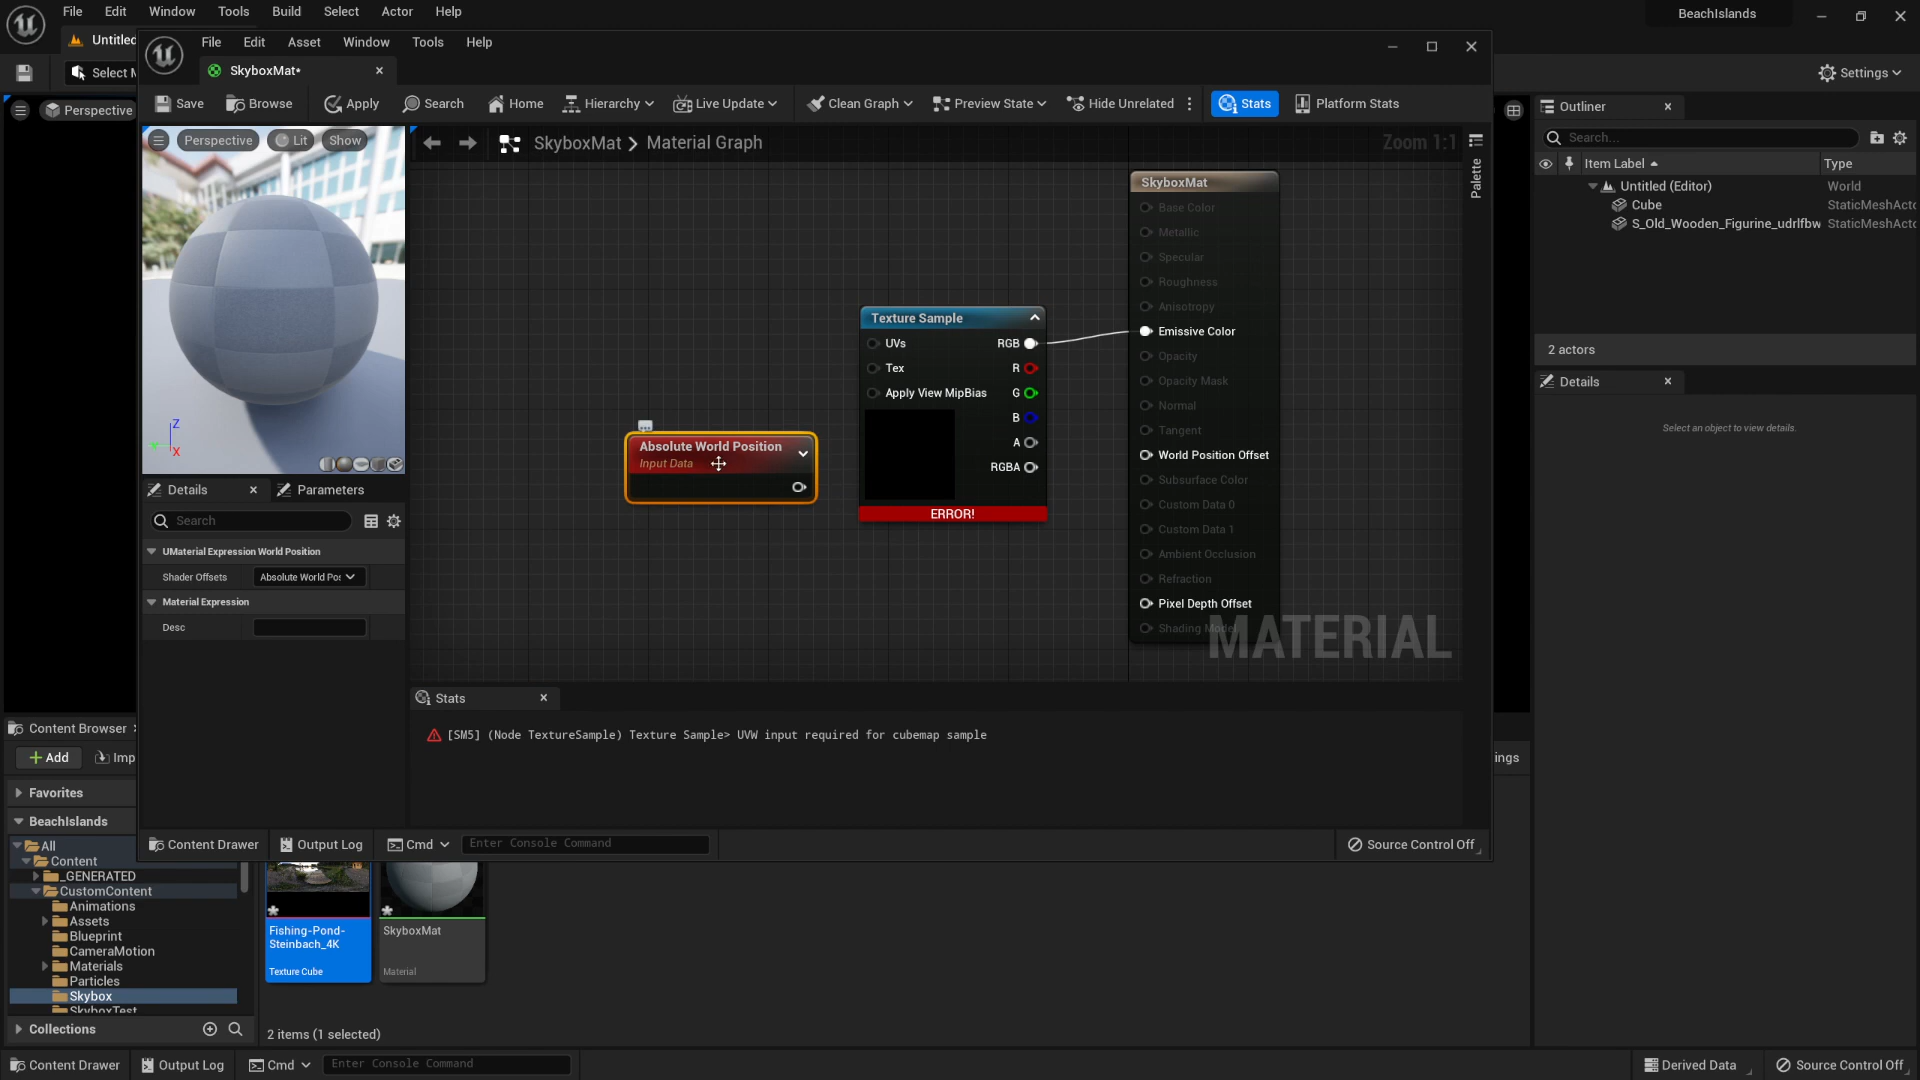 File Edit Window Tools Build Select Actor Help
BeachIslands
Untitled
Select M
Settings
File Edit Asset Window Tools Help
SkyboxMat*
Save Browse Apply Search Home Hierarchy Live Update Clean Graph Preview State Hide Unrelated Stats Platform Stats
Perspective
Perspective Lit Show
SkyboxMat > Material Graph
Zoom 1:1
Palette
Z
X
SkyboxMat
Base Color
Metallic
Specular
Roughness
Anisotropy
Emissive Color
Opacity
Opacity Mask
Normal
Tangent
World Position Offset
Subsurface Color
Custom Data 0
Custom Data 1
Ambient Occlusion
Refraction
Pixel Depth Offset
Shading Model
MATERIAL
Texture Sample
UVs RGB
Tex R
Apply View MipBias G
B
A
RGBA
ERROR!
Absolute World Position
Input Data
Details Parameters
Search
UMaterial Expression World Position
Shader Offsets Absolute World Pos
Material Expression
Desc
Stats
[SM5] (Node TextureSample) Texture Sample> UVW input required for cubemap sample
Content Drawer Output Log Cmd Enter Console Command
Source Control Off
Outliner
Search...
Item Label Type
Untitled (Editor) World
Cube StaticMeshActo
S_Old_Wooden_Figurine_udrlfbw StaticMeshActo
2 actors
Details
Select an object to view details.
Content Browser
Add Imp
ings
Favorites
BeachIslands
All
Content
_GENERATED
CustomContent
Animations
Assets
Blueprint
CameraMotion
Materials
Particles
Skybox
SkyboxTest
Collections
Fishing-Pond-
Steinbach_4K
Texture Cube
SkyboxMat
Material
2 items (1 selected)
Content Drawer Output Log Cmd Enter Console Command
Derived Data Source Control Off